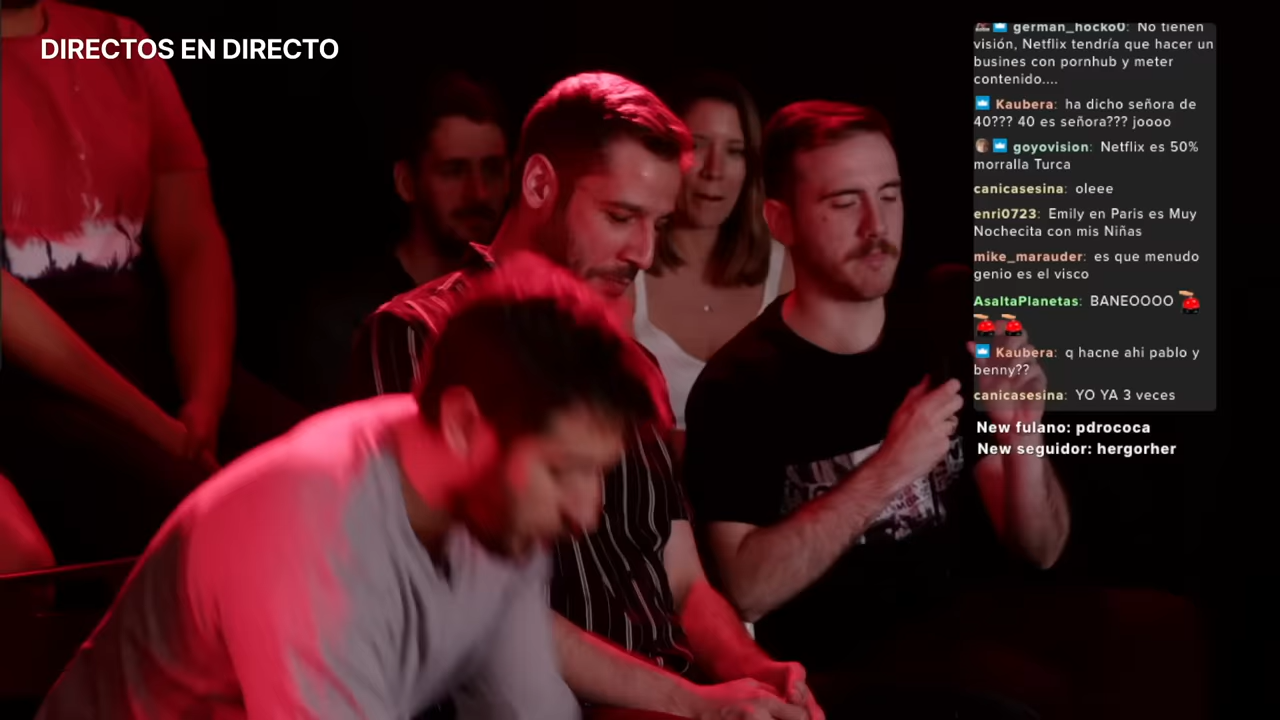 DIRECTOS EN DIRECTO
german_hocko0: No tienen
visión, Netflix tendría que hacer un
busines con pornhub y meter
contenido....
Kaubera: ha dicho señora de
40??? 40 es señora??? joooo
goyovision: Netflix es 50%
morralla Turca
canicasesina: oleee
enri0723: Emily en Paris es Muy
Nochecita con mis Niñas
mike_marauder: es que menudo
genio es el visco
AsaltaPlanetas: BANEOOOO
Kaubera: q hacne ahi pablo y
benny??
canicasesina: YO YA 3 veces
New fulano: pdrococa
New seguidor: hergorher